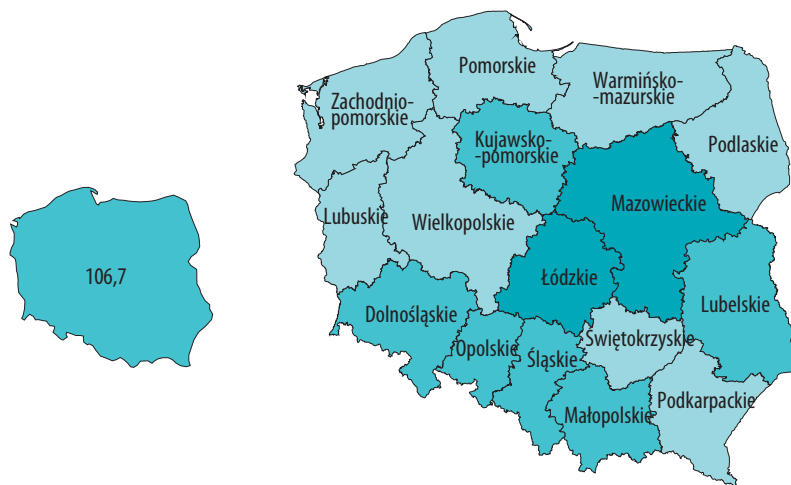 Pomorskie
Warmińsko-
-mazurskie
Zachodnio-
pomorskie
Kujawsko-
-pomorskie
Podlaskie
Mazowieckie
Lubuskie
Wielkopolskie
106,7
Łódzkie
Lubelskie
Dolnośląskie
Świętokrzyskie
Opolskie
Śląskie
Podkarpackie
Małopolskie